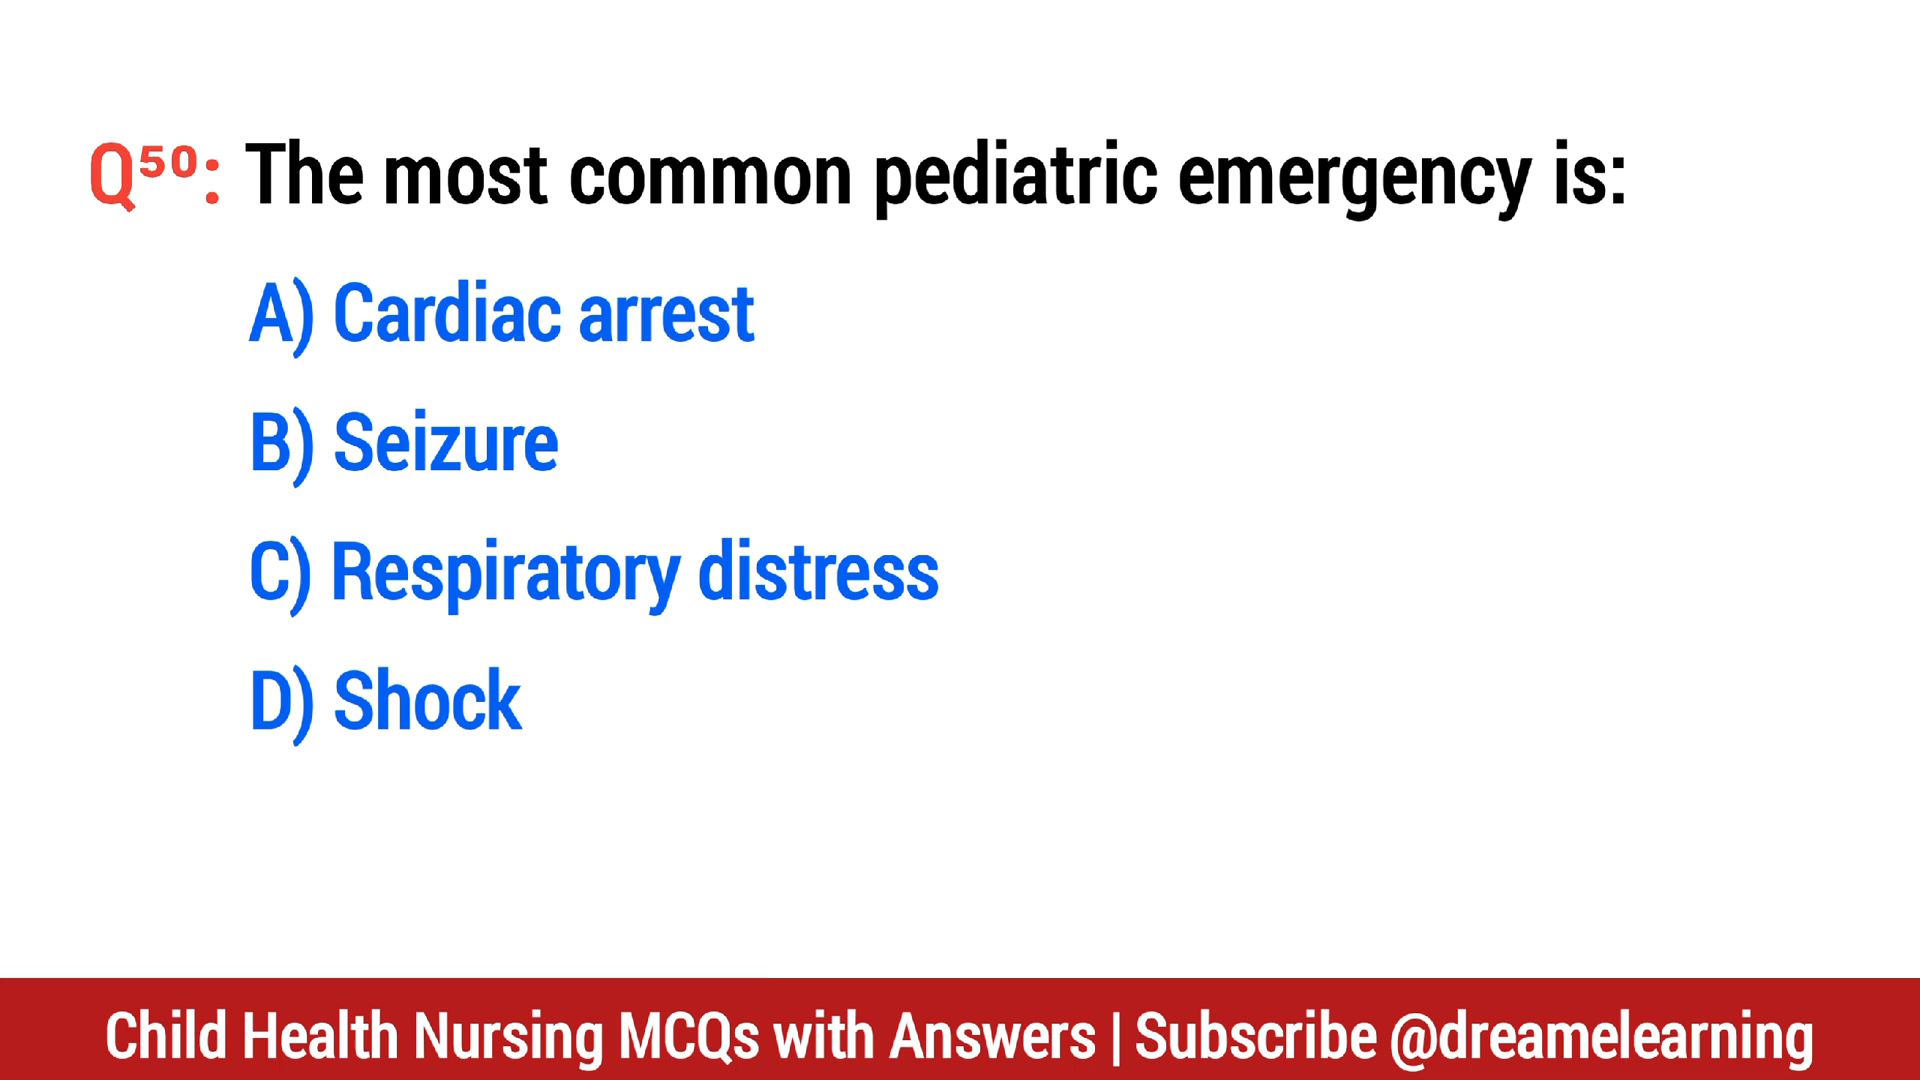 Q⁵⁰: The most common pediatric emergency is:
A) Cardiac arrest
B) Seizure
C) Respiratory distress
D) Shock
Child Health Nursing MCQs with Answers | Subscribe @dreamelearning